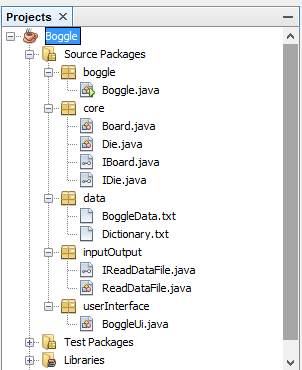 Projects
Boggle
Source Packages
boggle
Boggle.java
core
Board.java
Die.java
IBoard.java
IDie.java
data
BoggleData.txt
Dictionary.txt
inputOutput
IReadDataFile.java
ReadDataFile.java
userInterface
BoggleUi.java
Test Packages
Libraries